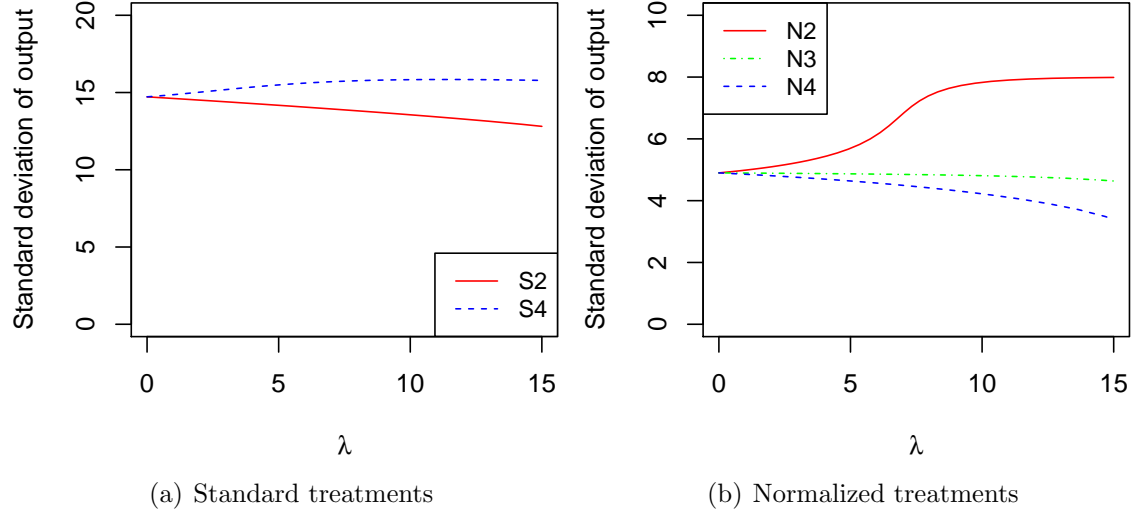 Standard deviation of output
20
15
10
5
0
S2
S4
0 5 10 15
λ
(a) Standard treatments
Standard deviation of output
10
8
6
4
2
0
N2
N3
N4
0 5 10 15
λ
(b) Normalized treatments